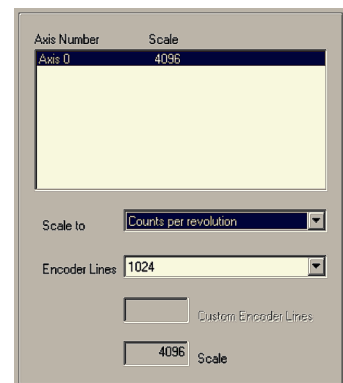 Axis Number Scale
Axis 0 4096
Scale to Counts per revolution
Encoder Lines 1024
Custom Encoder Lines
4096 Scale